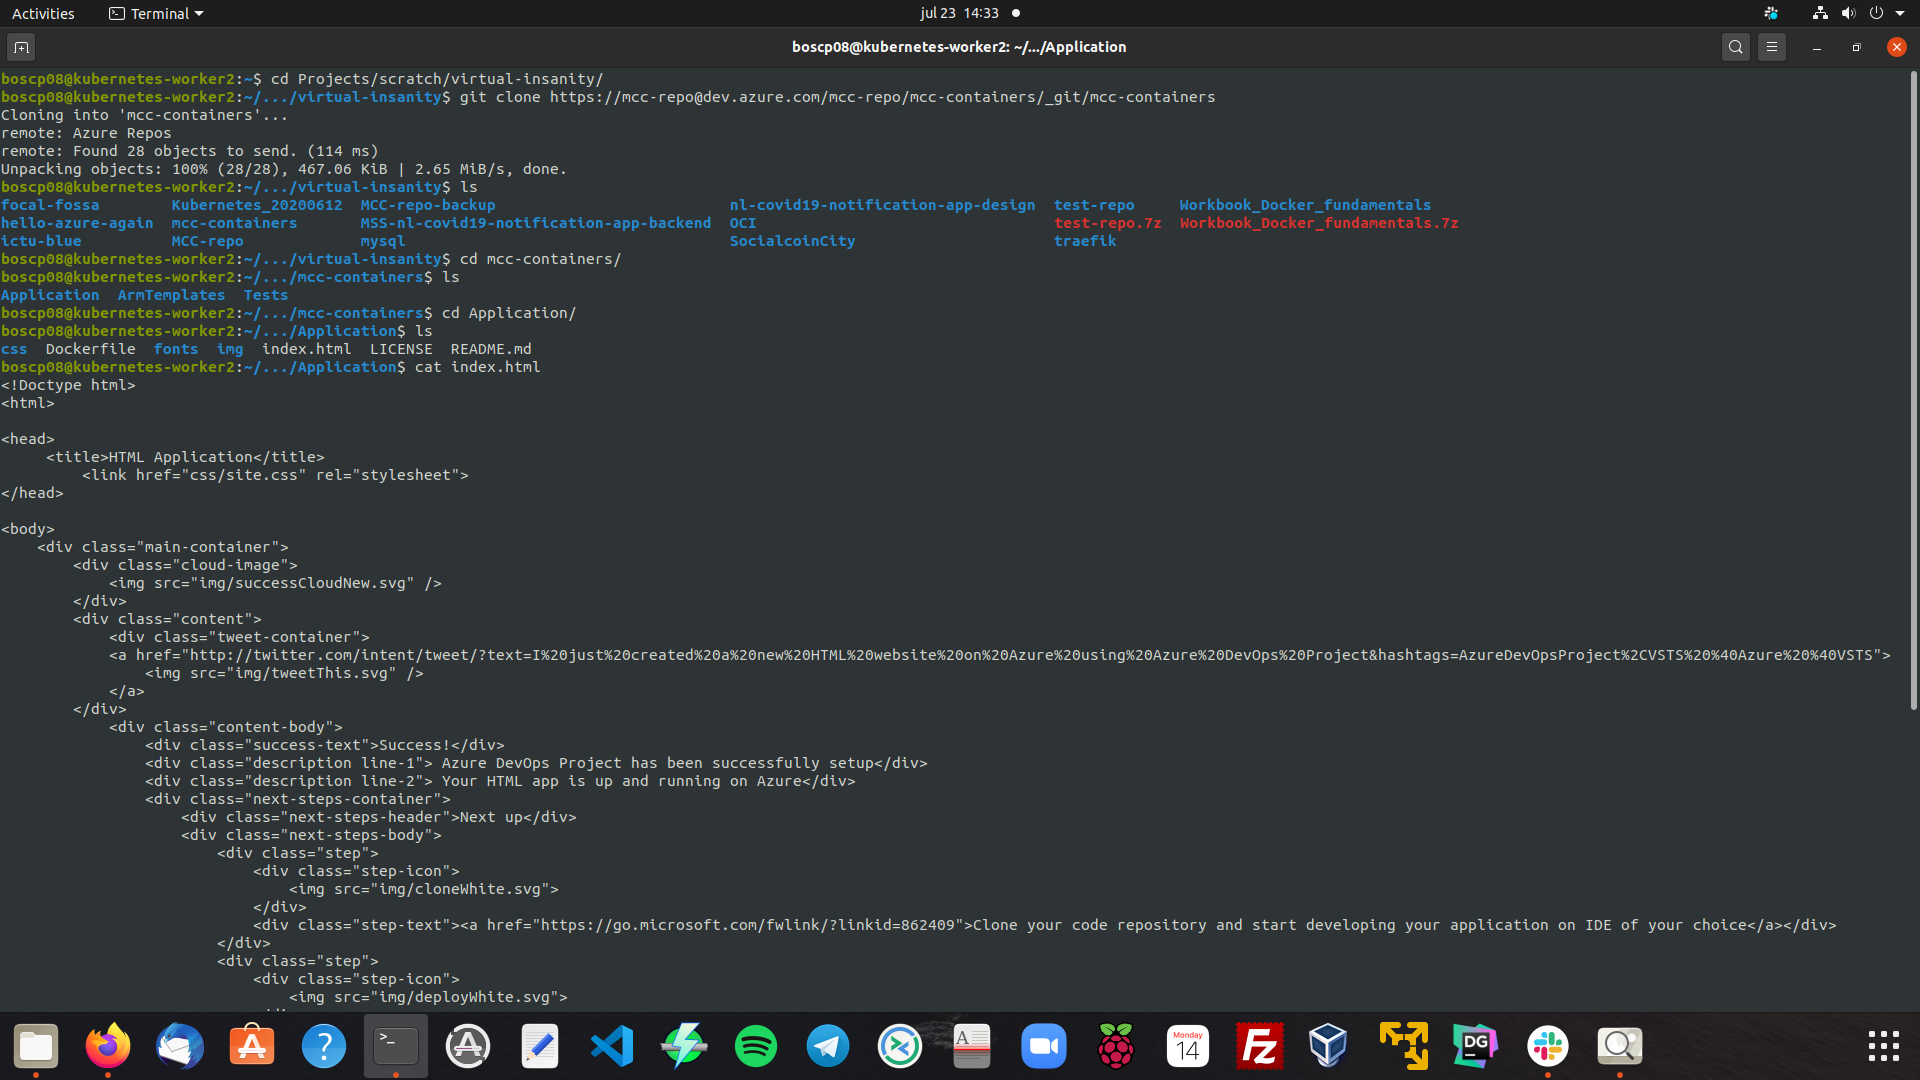 Activities Terminal jul 23 14:33
boscp08@kubernetes-worker2: ~/.../Application
boscp08@kubernetes-worker2:~$ cd Projects/scratch/virtual-insanity/
boscp08@kubernetes-worker2:~/.../virtual-insanity$ git clone https://mcc-repo@dev.azure.com/mcc-repo/mcc-containers/_git/mcc-containers
Cloning into 'mcc-containers'...
remote: Azure Repos
remote: Found 28 objects to send. (114 ms)
Unpacking objects: 100% (28/28), 467.06 KiB | 2.65 MiB/s, done.
boscp08@kubernetes-worker2:~/.../virtual-insanity$ ls
focal-fossa Kubernetes_20200612 MCC-repo-backup nl-covid19-notification-app-design test-repo Workbook_Docker_fundamentals
hello-azure-again mcc-containers MSS-nl-covid19-notification-app-backend OCI test-repo.7z Workbook_Docker_fundamentals.7z
ictu-blue MCC-repo mysql SocialcoinCity traefik
boscp08@kubernetes-worker2:~/.../virtual-insanity$ cd mcc-containers/
boscp08@kubernetes-worker2:~/.../mcc-containers$ ls
Application ArmTemplates Tests
boscp08@kubernetes-worker2:~/.../mcc-containers$ cd Application/
boscp08@kubernetes-worker2:~/.../Application$ ls
css Dockerfile fonts img index.html LICENSE README.md
boscp08@kubernetes-worker2:~/.../Application$ cat index.html
<!Doctype html>
<html>
<head>
<title>HTML Application</title>
<link href="css/site.css" rel="stylesheet">
</head>
<body>
<div class="main-container">
<div class="cloud-image">
<img src="img/successCloudNew.svg" />
</div>
<div class="content">
<div class="tweet-container">
<a href="http://twitter.com/intent/tweet/?text=I%20just%20created%20a%20new%20HTML%20website%20on%20Azure%20using%20Azure%20DevOps%20Project&hashtags=AzureDevOpsProject%2CVSTS%20%40Azure%20%40VSTS">
<img src="img/tweetThis.svg" />
</a>
</div>
<div class="content-body">
<div class="success-text">Success!</div>
<div class="description line-1"> Azure DevOps Project has been successfully setup</div>
<div class="description line-2"> Your HTML app is up and running on Azure</div>
<div class="next-steps-container">
<div class="next-steps-header">Next up</div>
<div class="next-steps-body">
<div class="step">
<div class="step-icon">
<img src="img/cloneWhite.svg">
</div>
<div class="step-text"><a href="https://go.microsoft.com/fwlink/?linkid=862409">Clone your code repository and start developing your application on IDE of your choice</a></div>
</div>
<div class="step">
<div class="step-icon">
<img src="img/deployWhite.svg">
Monday
14
DG